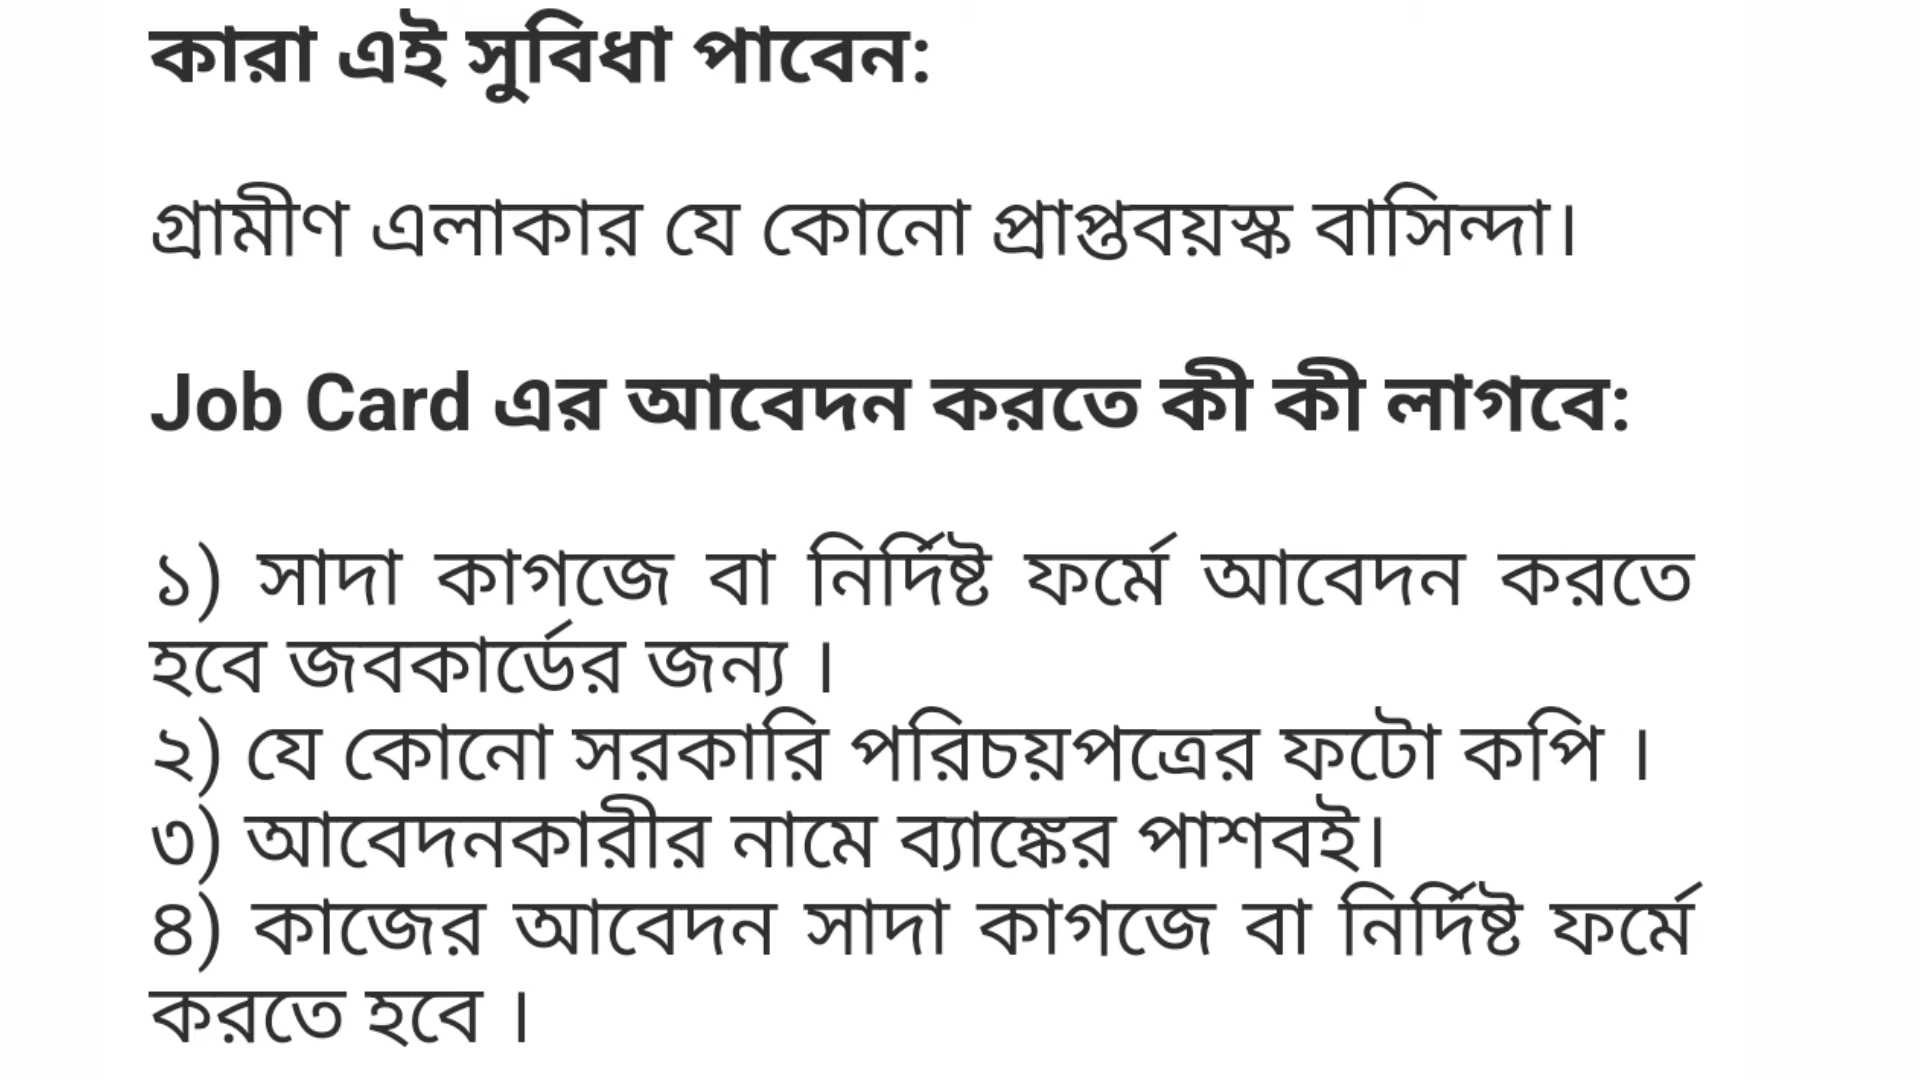 কারা এই সুবিধা পাবেন:
গ্রামীণ এলাকার যে কোনো প্রাপ্তবয়স্ক বাসিন্দা।
Job Card এর আবেদন করতে কী কী লাগবে:
১) সাদা কাগজে বা নির্দিষ্ট ফর্মে আবেদন করতে
হবে জবকার্ডের জন্য ।
২) যে কোনো সরকারি পরিচয়পত্রের ফটো কপি ।
৩) আবেদনকারীর নামে ব্যাঙ্কের পাশবই।
৪) কাজের আবেদন সাদা কাগজে বা নির্দিষ্ট ফর্মে
করতে হবে ।